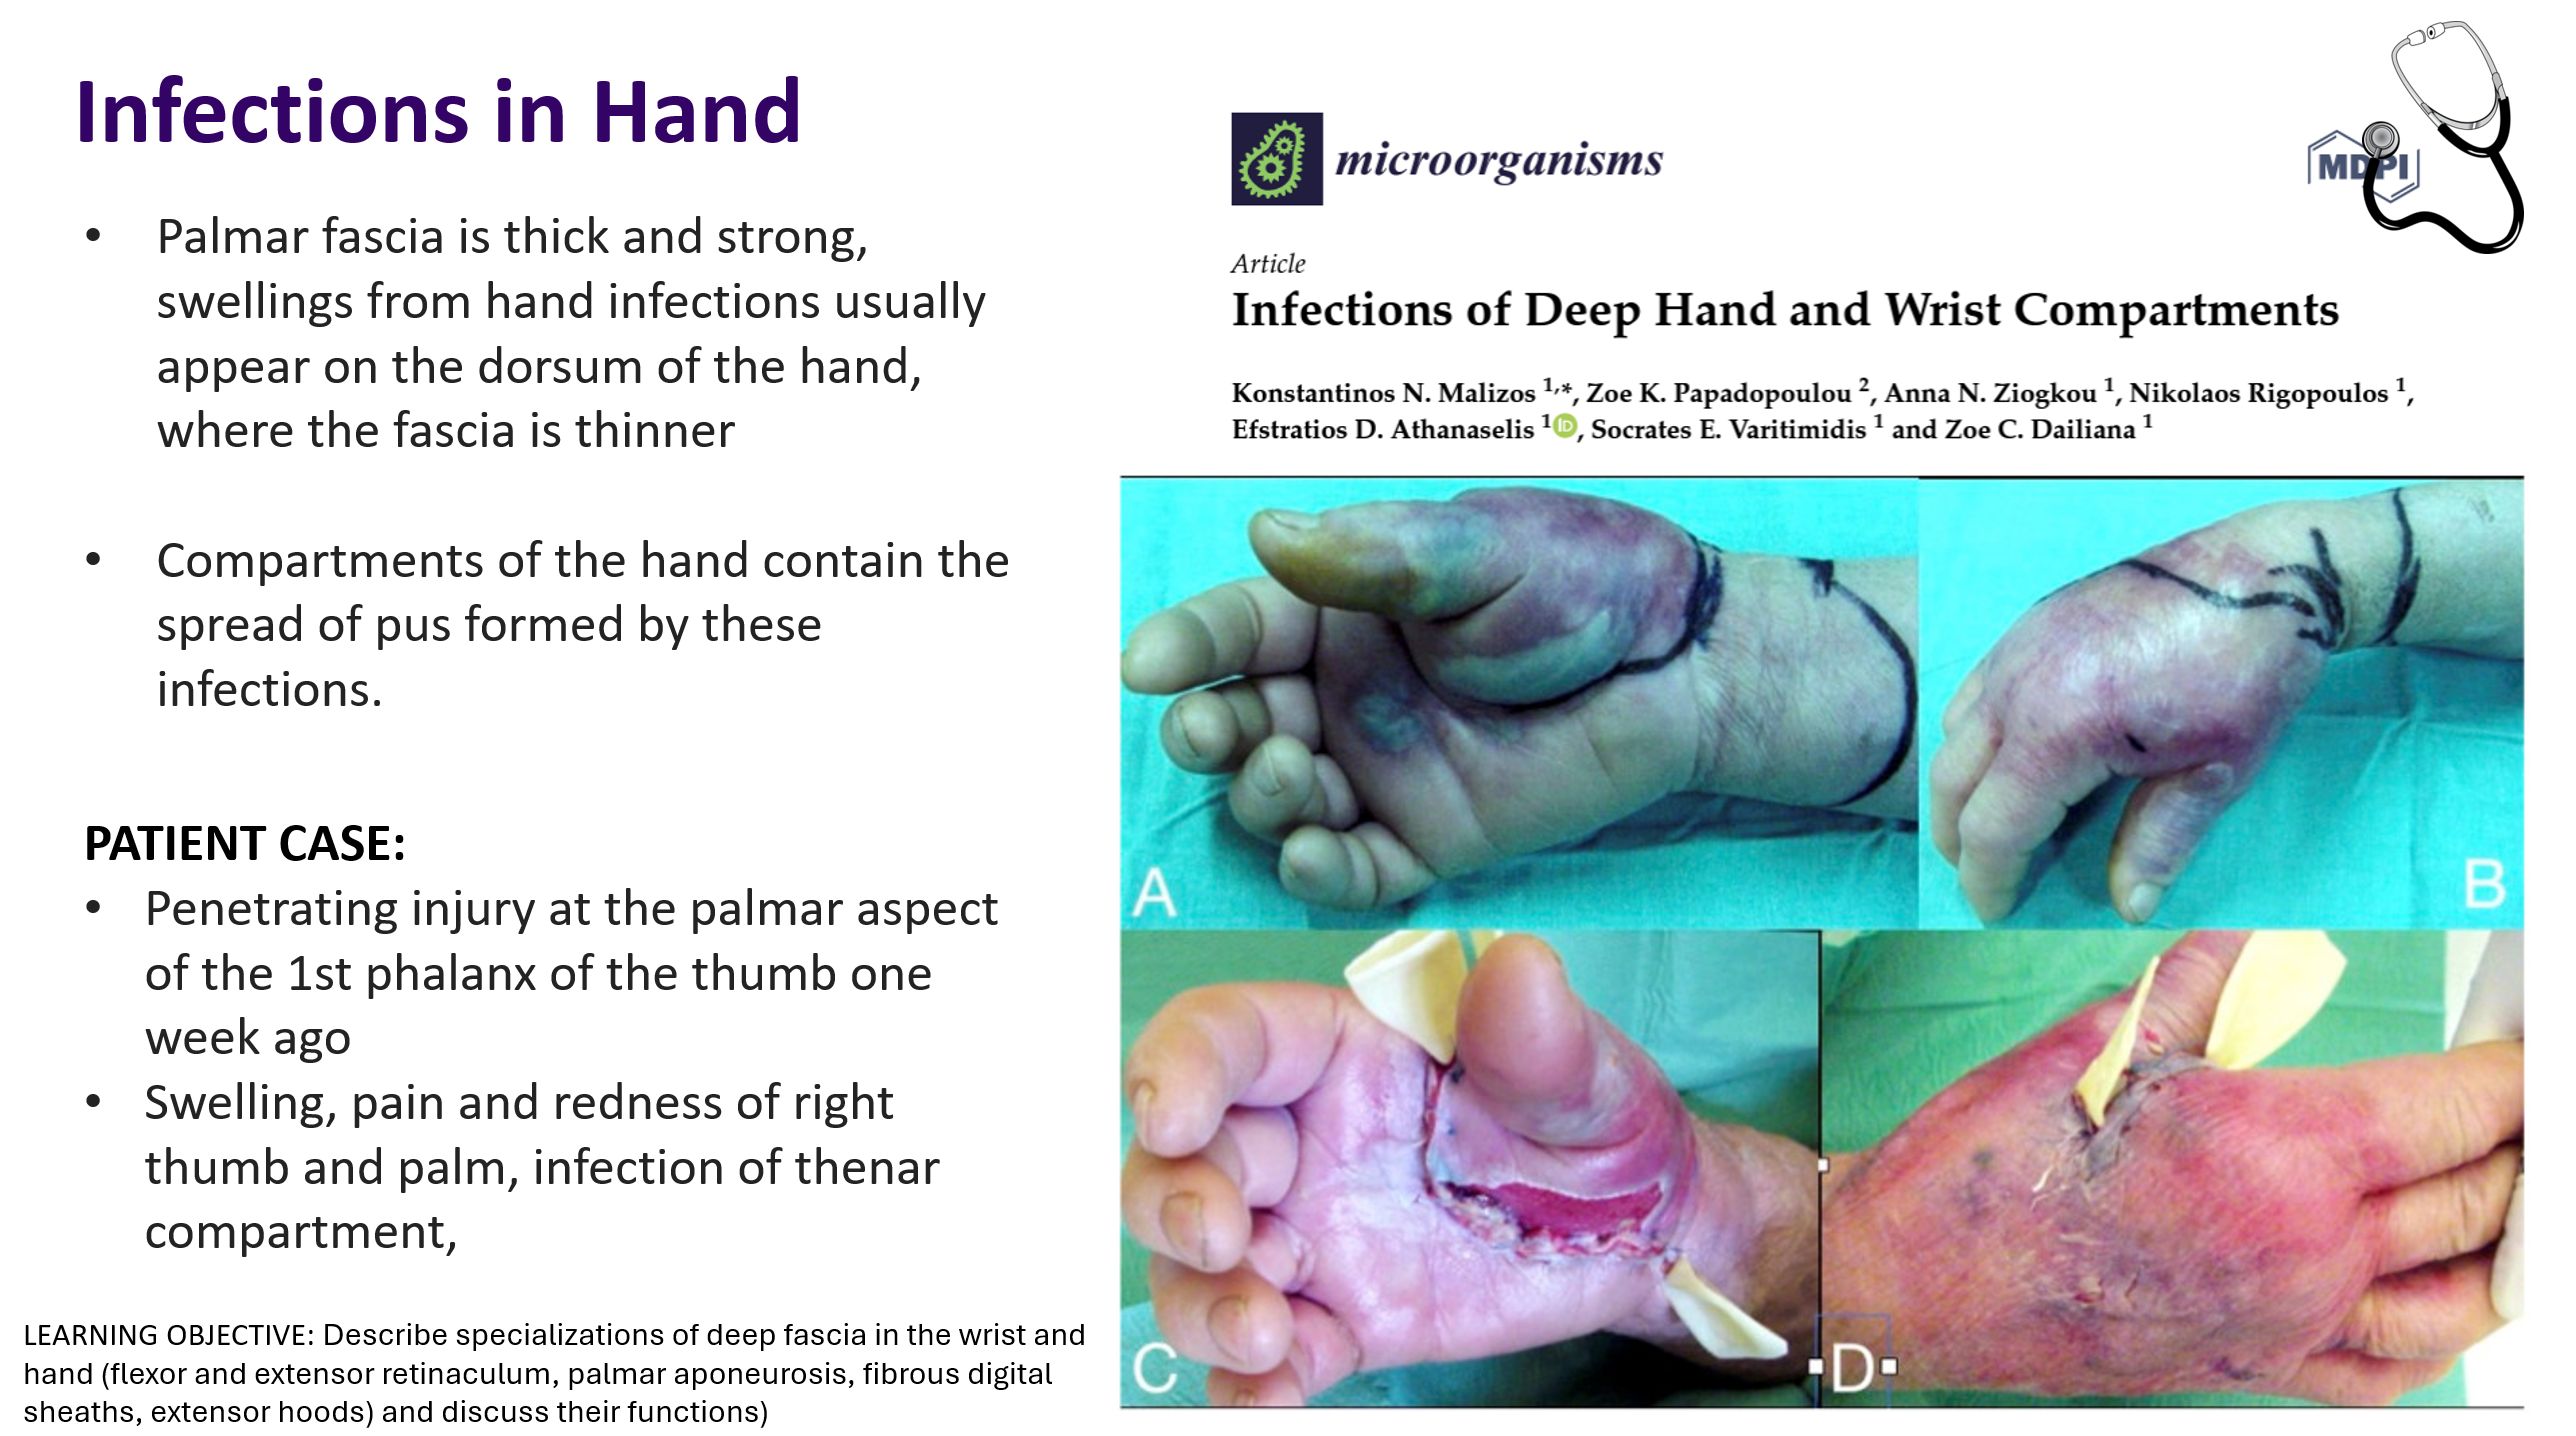 Infections in Hand
• Palmar fascia is thick and strong,
swellings from hand infections usually
appear on the dorsum of the hand,
where the fascia is thinner
• Compartments of the hand contain the
spread of pus formed by these
infections.
PATIENT CASE:
• Penetrating injury at the palmar aspect
of the 1st phalanx of the thumb one
week ago
• Swelling, pain and redness of right
thumb and palm, infection of thenar
compartment,
LEARNING OBJECTIVE: Describe specializations of deep fascia in the wrist and
hand (flexor and extensor retinaculum, palmar aponeurosis, fibrous digital
sheaths, extensor hoods) and discuss their functions)
microorganisms
MDPI
Article
Infections of Deep Hand and Wrist Compartments
Konstantinos N. Malizos 1,*, Zoe K. Papadopoulou 2, Anna N. Ziogkou 1, Nikolaos Rigopoulos 1,
Efstratios D. Athanaselis 1 iD, Socrates E. Varitimidis 1 and Zoe C. Dailiana 1
A
B
C
D